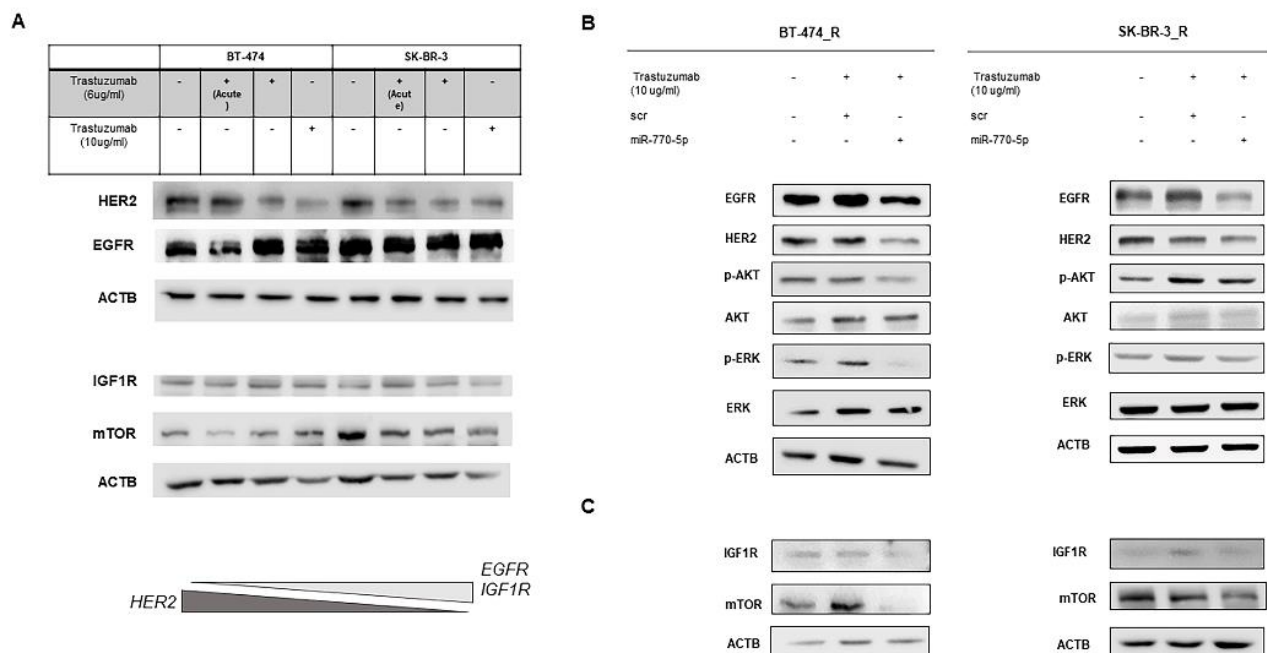 A
BT-474 SK-BR-3
Trastuzumab
(6ug/ml)
- + (Acute ) + - - + (Acu te) + -
Trastuzumab
(10ug/ml)
- - - + - - - +
HER2
EGFR
ACTB
IGF1R
mTOR
ACTB
HER2
EGFR
IGF1R
B
BT-474_R
Trastuzumab
(10 ug/ml)
- + +
scr - + -
miR-770-5p - - +
EGFR
HER2
p-AKT
AKT
p-ERK
ERK
ACTB
SK-BR-3_R
Trastuzumab
(10 ug/ml)
- + +
scr - + -
miR-770-5p - - +
EGFR
HER2
p-AKT
AKT
p-ERK
ERK
ACTB
C
IGF1R
mTOR
ACTB
IGF1R
mTOR
ACTB